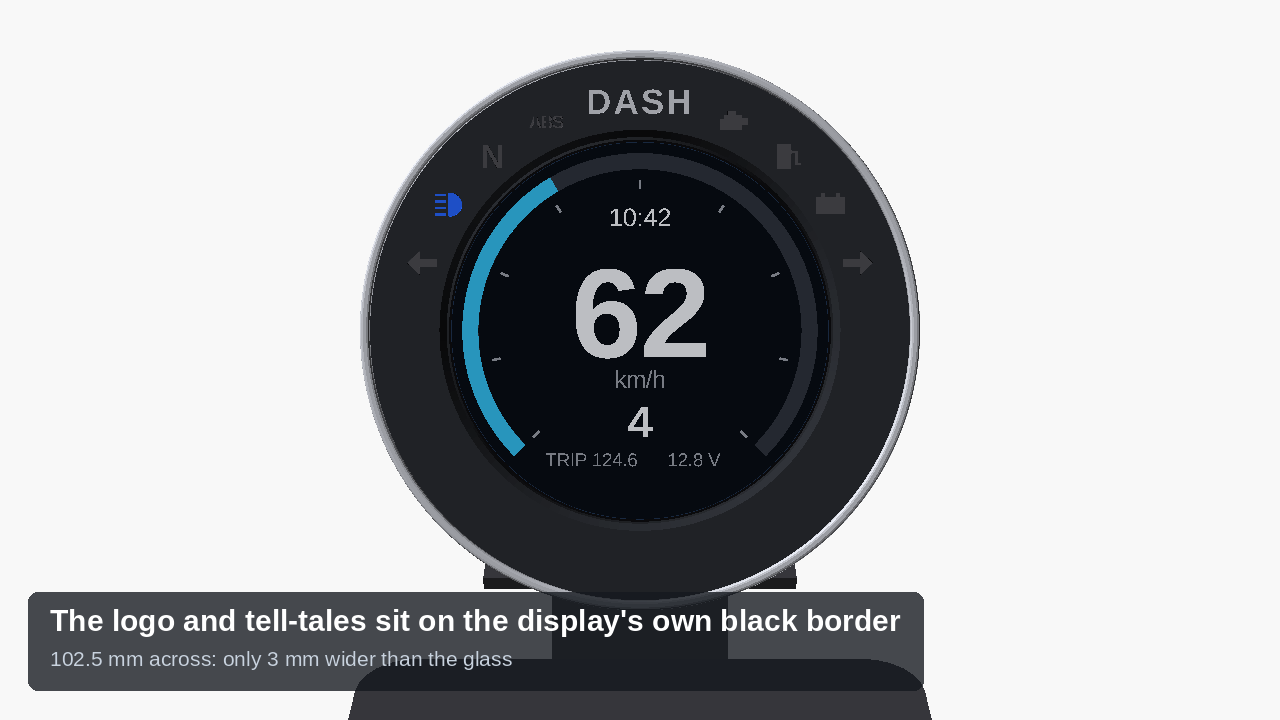 DASH
ABS
N
10:42
62
km/h
4
TRIP 124.6 12.8 V
The logo and tell-tales sit on the display's own black border
102.5 mm across: only 3 mm wider than the glass